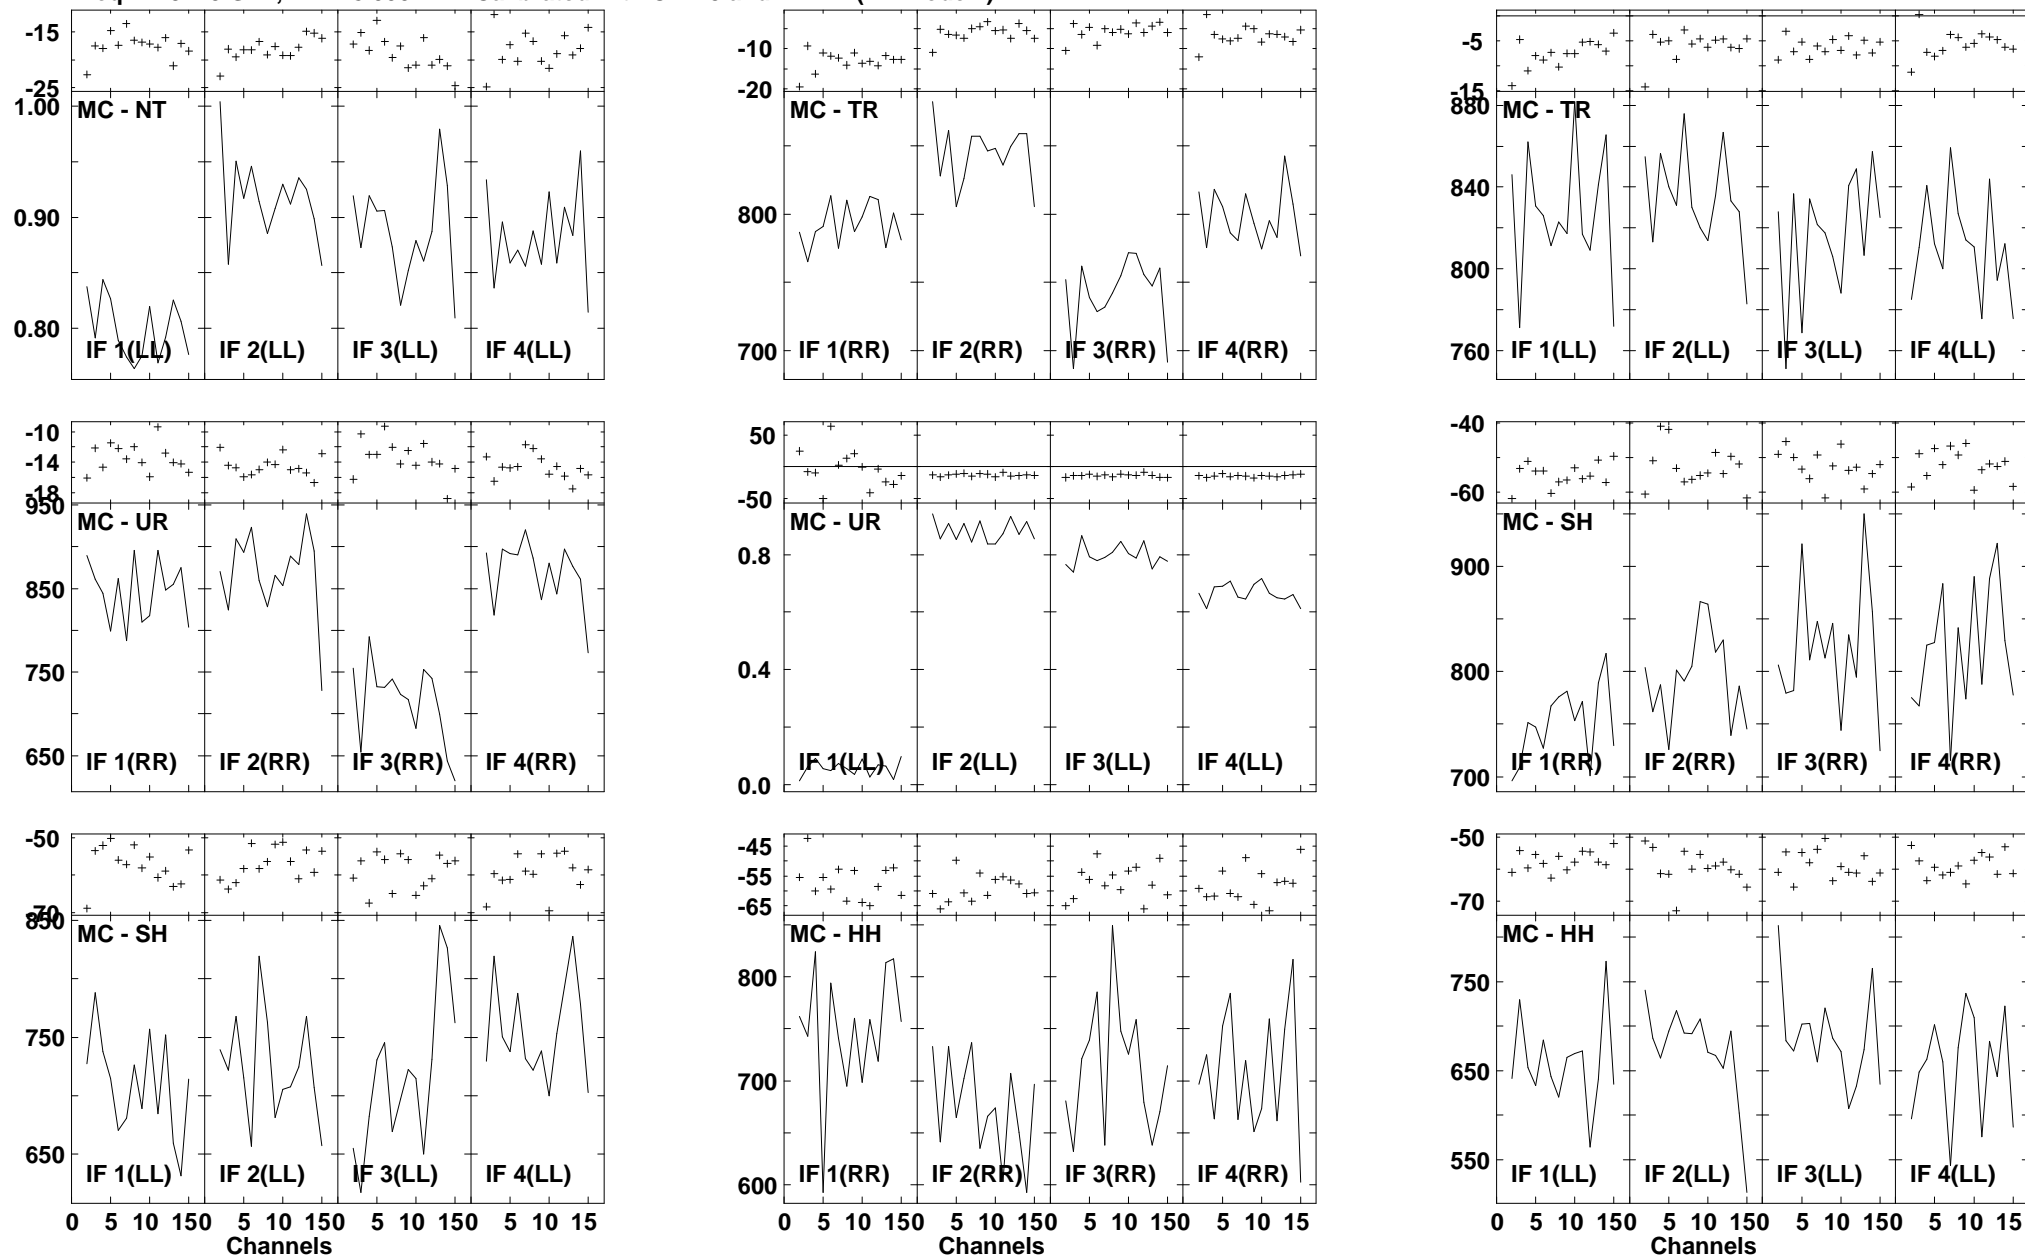 -15
-25
1.00
0.90
0.80
MC - NT
IF 1(LL)
IF 2(LL)
IF 3(LL)
IF 4(LL)
-10
-20
800
700
MC - TR
IF 1(RR)
IF 2(RR)
IF 3(RR)
IF 4(RR)
-5
-15
880
840
800
760
MC - TR
IF 1(LL)
IF 2(LL)
IF 3(LL)
IF 4(LL)
-10
-14
-18
950
850
750
650
MC - UR
IF 1(RR)
IF 2(RR)
IF 3(RR)
IF 4(RR)
50
-50
0.8
0.4
0.0
MC - UR
IF 1(LL)
IF 2(LL)
IF 3(LL)
IF 4(LL)
-40
-60
900
800
700
MC - SH
IF 1(RR)
IF 2(RR)
IF 3(RR)
IF 4(RR)
-50
-70
850
750
650
MC - SH
IF 1(LL)
IF 2(LL)
IF 3(LL)
IF 4(LL)
0 5 10 150 5 10 150 5 10 150 5 10 15
Channels
-45
-55
-65
800
700
600
MC - HH
IF 1(RR)
IF 2(RR)
IF 3(RR)
IF 4(RR)
0 5 10 150 5 10 150 5 10 150 5 10 15
Channels
-50
-70
750
650
550
MC - HH
IF 1(LL)
IF 2(LL)
IF 3(LL)
IF 4(LL)
0 5 10 150 5 10 150 5 10 150 5 10 15
Channels